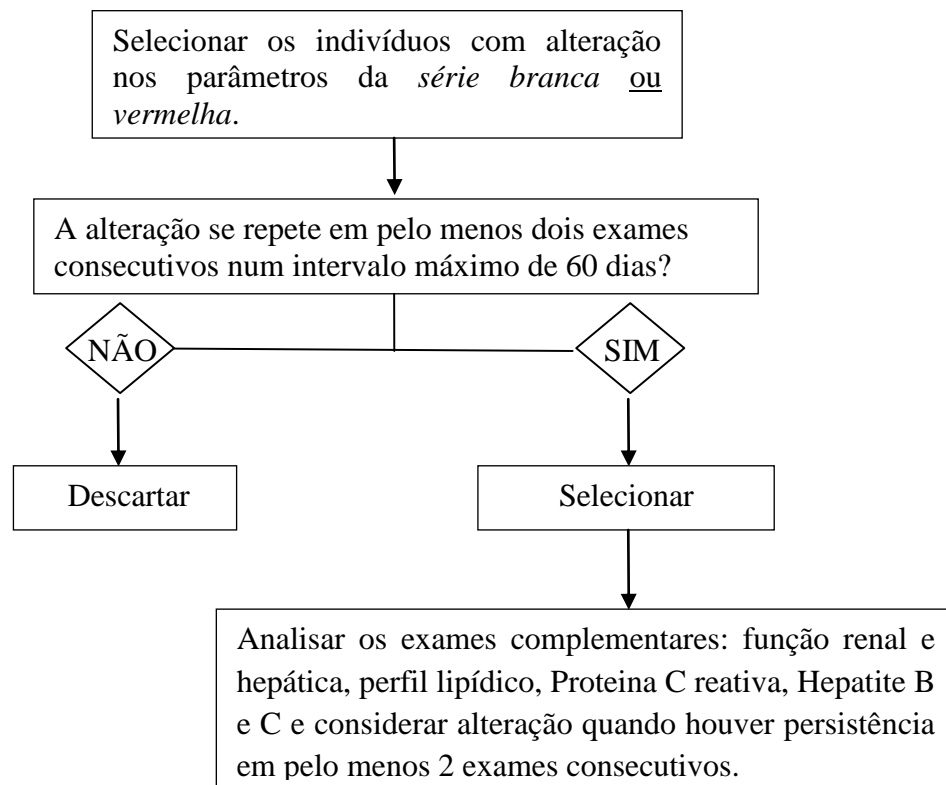 Selecionar os indivíduos com alteração
nos parâmetros da série branca ou
vermelha.
A alteração se repete em pelo menos dois exames
consecutivos num intervalo máximo de 60 dias?
NÃO
SIM
Descartar
Selecionar
Analisar os exames complementares: função renal e
hepática, perfil lipídico, Proteina C reativa, Hepatite B
e C e considerar alteração quando houver persistência
em pelo menos 2 exames consecutivos.